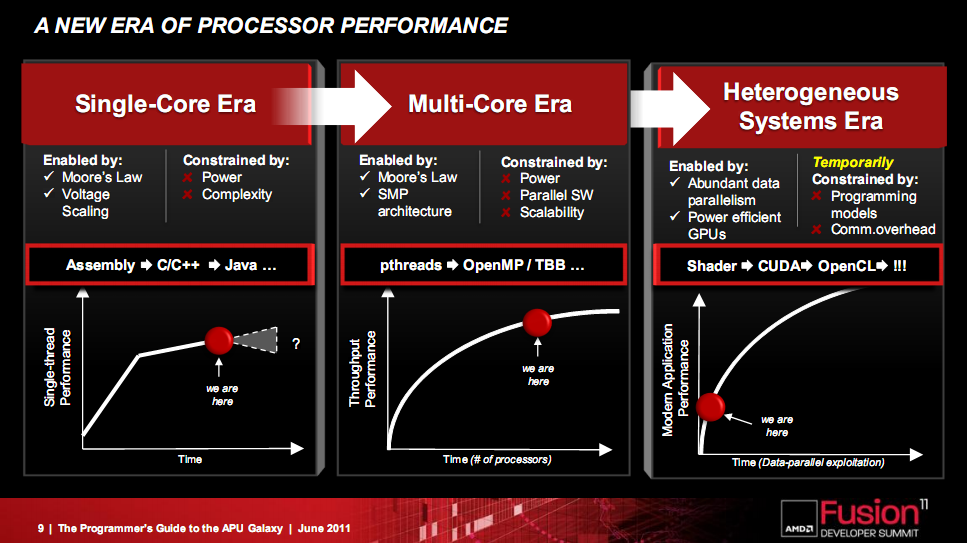 A NEW ERA OF PROCESSOR PERFORMANCE
Single-Core Era
Enabled by:
Moore's Law
Voltage
Scaling
Constrained by:
Power
Complexity
Assembly → C/C++ → Java ...
Single-thread
Performance
?
we are
here
Time
Multi-Core Era
Enabled by:
Moore's Law
SMP
architecture
Constrained by:
Power
Parallel SW
Scalability
pthreads → OpenMP / TBB ...
Throughput
Performance
we are
here
Time (# of processors)
Heterogeneous
Systems Era
Enabled by:
Abundant data
parallelism
Power efficient
GPUs
Temporarily
Constrained by:
Programming
models
Comm.overhead
Shader → CUDA → OpenCL → !!!
Modern Application
Performance
we are
here
Time (Data-parallel exploitation)
9 | The Programmer's Guide to the APU Galaxy | June 2011
AMD
Fusion 11
DEVELOPER SUMMIT